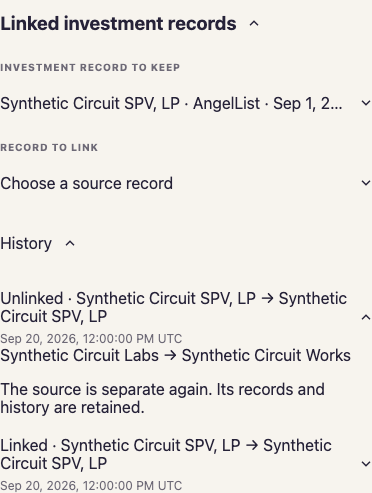 Linked investment records
INVESTMENT RECORD TO KEEP
Synthetic Circuit SPV, LP · AngelList · Sep 1, 2...
RECORD TO LINK
Choose a source record
History
Unlinked · Synthetic Circuit SPV, LP → Synthetic
Circuit SPV, LP
Sep 20, 2026, 12:00:00 PM UTC
Synthetic Circuit Labs → Synthetic Circuit Works
The source is separate again. Its records and
history are retained.
Linked · Synthetic Circuit SPV, LP → Synthetic
Circuit SPV, LP
Sep 20, 2026, 12:00:00 PM UTC